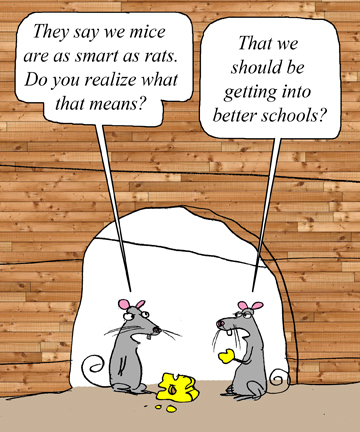 They say we mice
are as smart as rats.
Do you realize what
that means?
That we
should be
getting into
better schools?